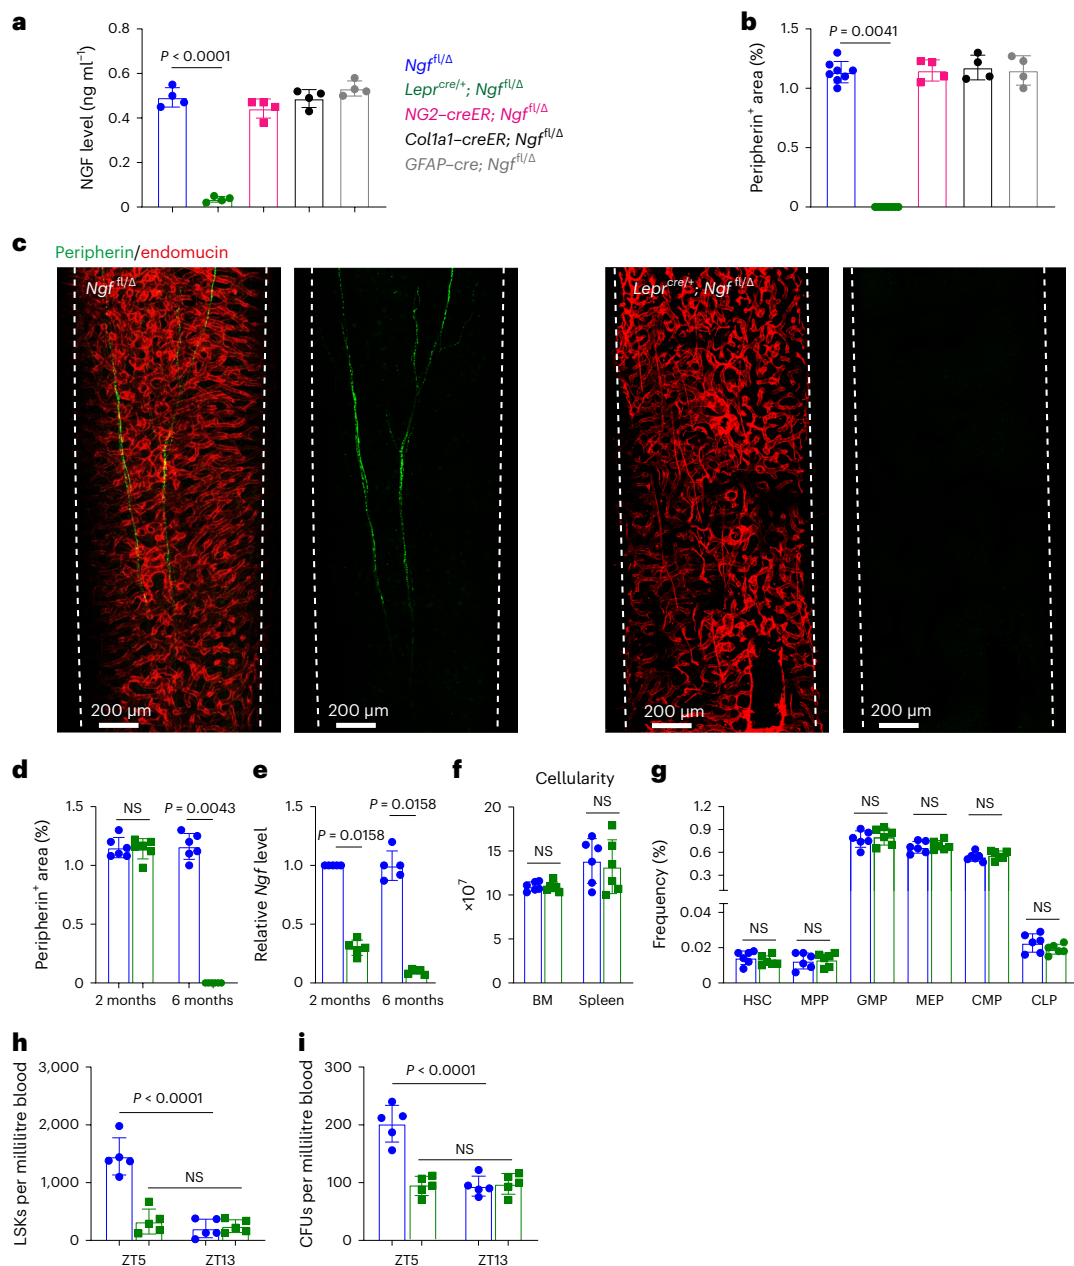 a
NGF level (ng ml⁻¹)
0.8
0.6
0.4
0.2
0
P < 0.0001
Ngf fl/Δ
Lepr cre/+; Ngf fl/Δ
NG2–creER; Ngf fl/Δ
Col1a1–creER; Ngf fl/Δ
GFAP–cre; Ngf fl/Δ
b
Peripherin⁺ area (%)
1.5
1.0
0.5
0
P = 0.0041
c
Peripherin/endomucin
Ngf fl/Δ
200 µm
200 µm
Lepr cre/+; Ngf fl/Δ
200 µm
200 µm
d
Peripherin⁺ area (%)
1.5
1.0
0.5
0
NS
P = 0.0043
2 months
6 months
e
Relative Ngf level
1.5
1.0
0.5
0
P = 0.0158
P = 0.0158
2 months
6 months
f
Cellularity
×10⁷
20
15
10
5
0
NS
NS
BM
Spleen
g
Frequency (%)
1.2
0.9
0.6
0.3
0.04
0.02
0
NS
NS
NS
NS
NS
NS
HSC
MPP
GMP
MEP
CMP
CLP
h
LSKs per millilitre blood
3,000
2,000
1,000
0
P < 0.0001
NS
ZT5
ZT13
i
CFUs per millilitre blood
300
200
100
0
P < 0.0001
NS
ZT5
ZT13